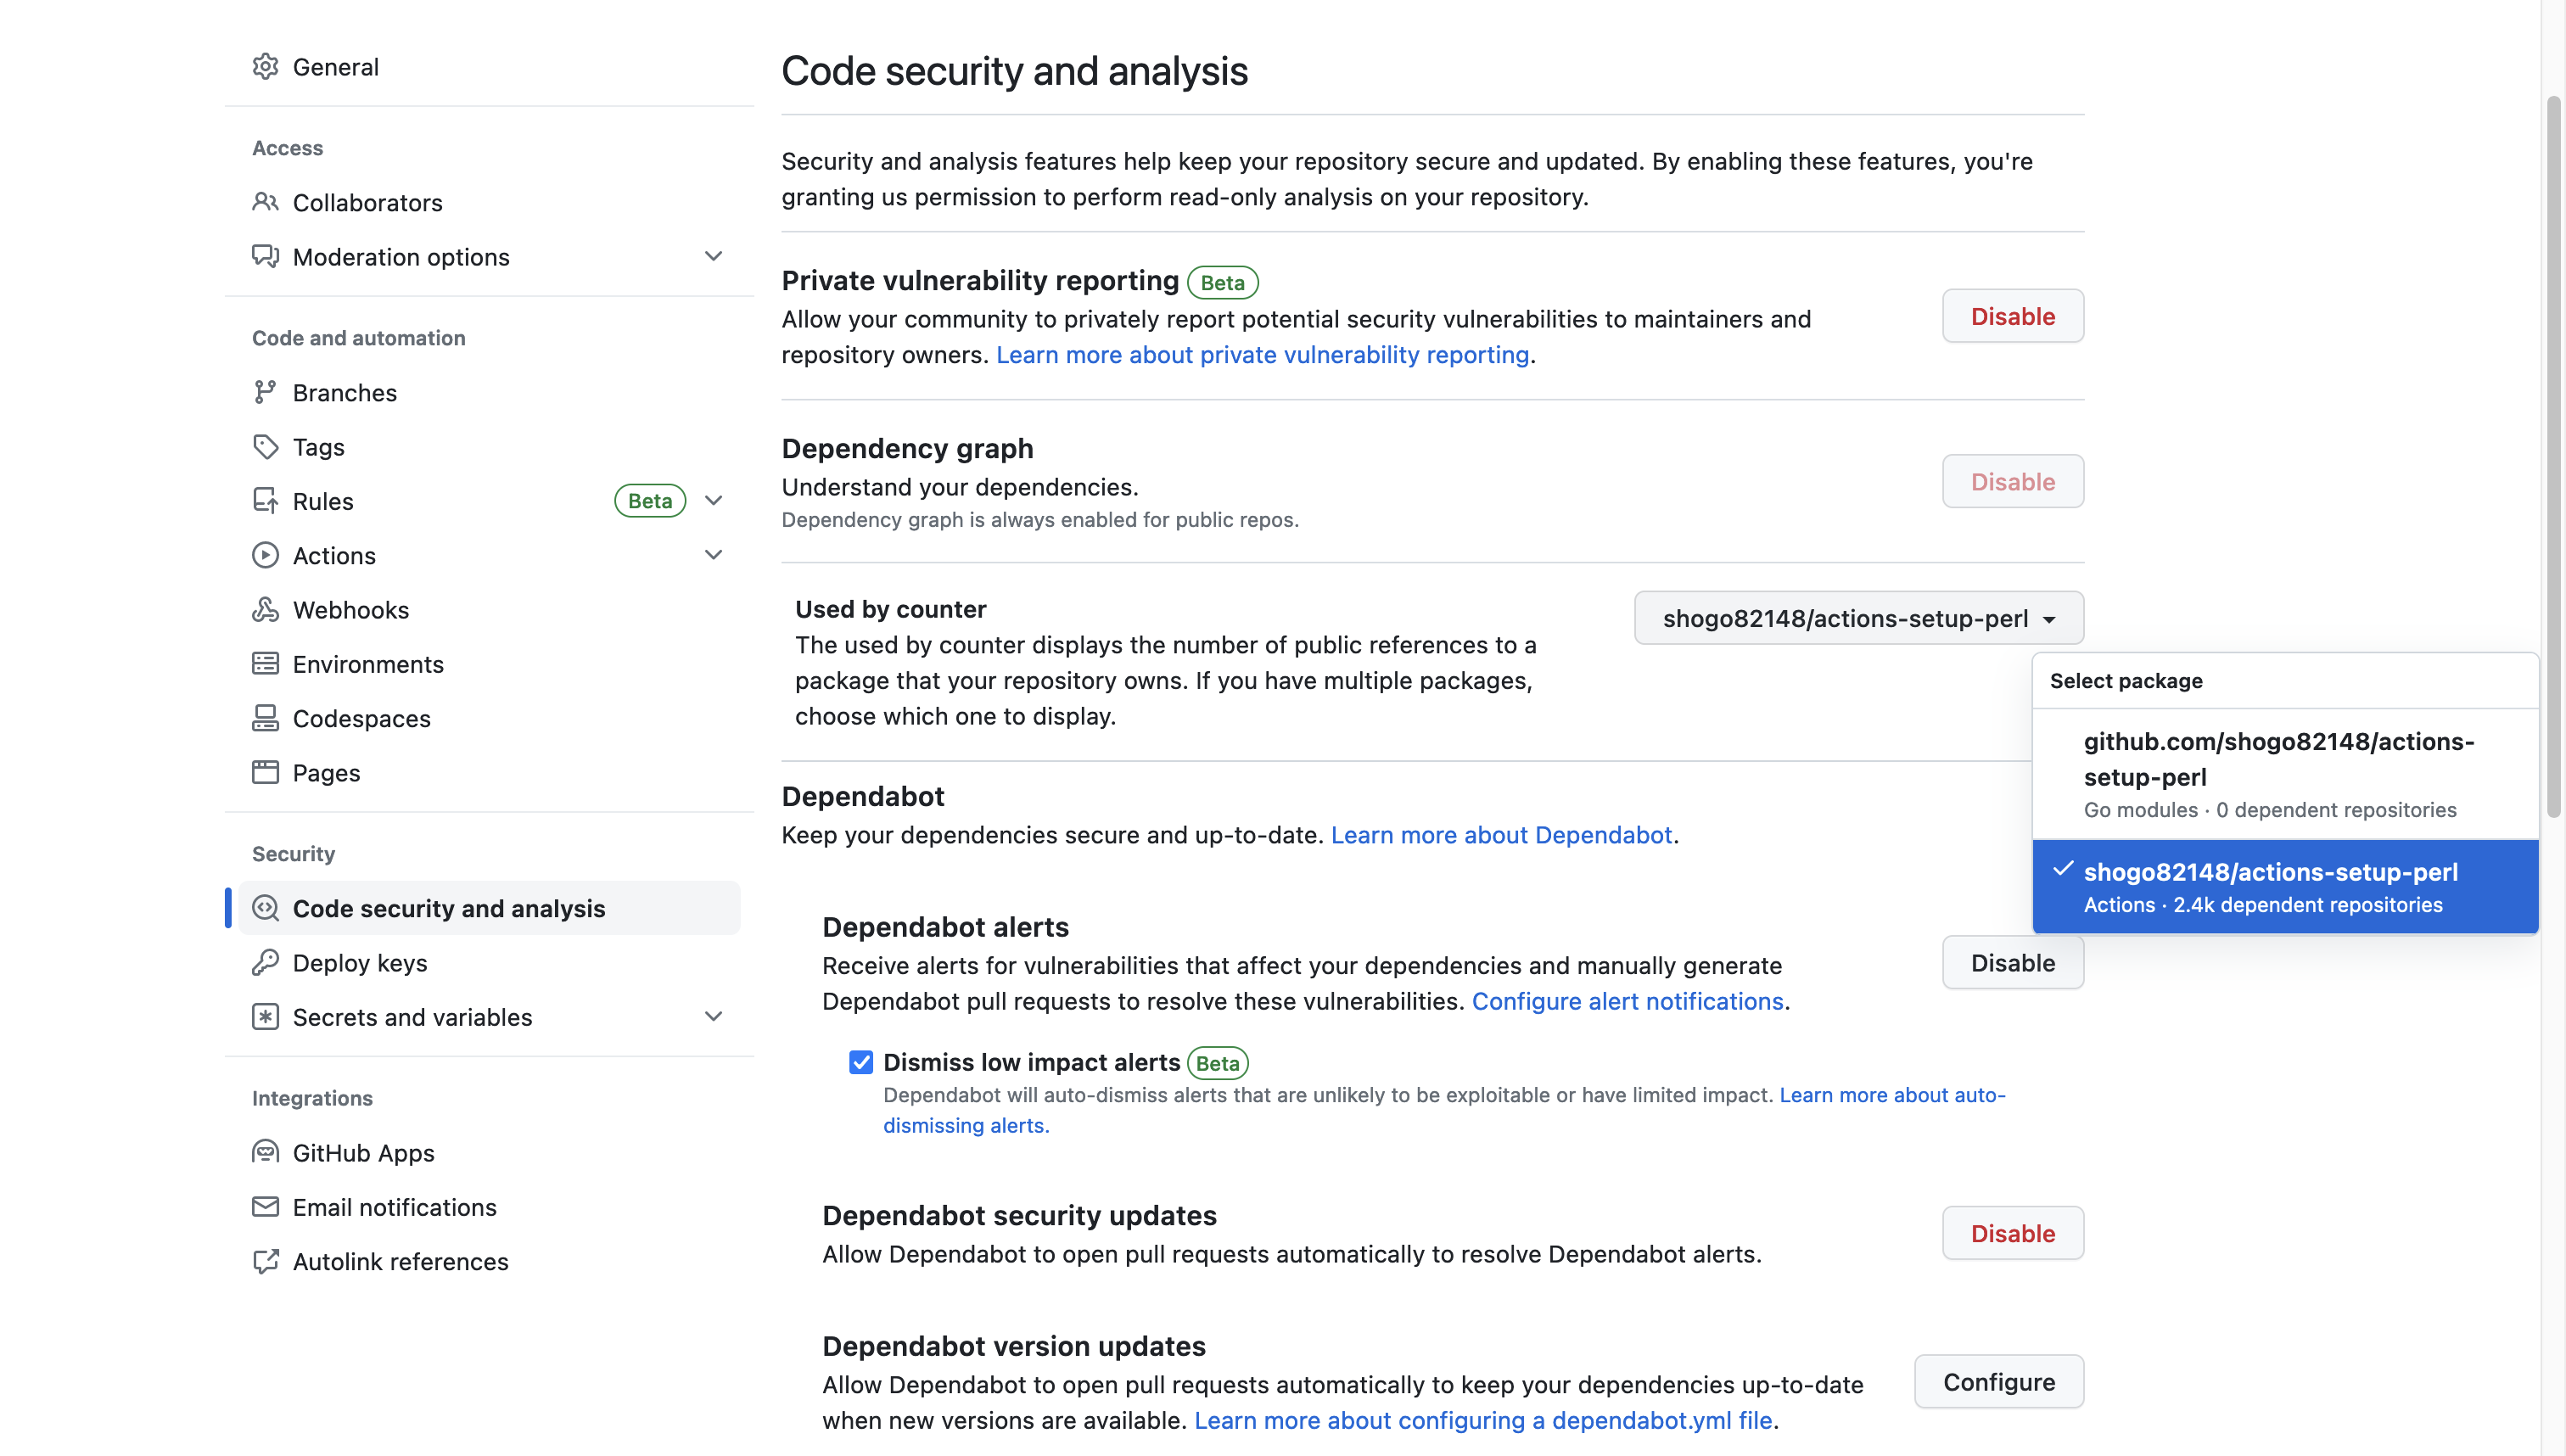 General
Access
Collaborators
Moderation options
Code and automation
Branches
Tags
Rules Beta
Actions
Webhooks
Environments
Codespaces
Pages
Security
Code security and analysis
Deploy keys
Secrets and variables
Integrations
GitHub Apps
Email notifications
Autolink references
Code security and analysis
Security and analysis features help keep your repository secure and updated. By enabling these features, you're
granting us permission to perform read-only analysis on your repository.
Private vulnerability reporting Beta
Allow your community to privately report potential security vulnerabilities to maintainers and
repository owners. Learn more about private vulnerability reporting.
Disable
Dependency graph
Understand your dependencies.
Dependency graph is always enabled for public repos.
Disable
Used by counter
The used by counter displays the number of public references to a
package that your repository owns. If you have multiple packages,
choose which one to display.
shogo82148/actions-setup-perl
Select package
github.com/shogo82148/actions-
setup-perl
Go modules · 0 dependent repositories
shogo82148/actions-setup-perl
Actions · 2.4k dependent repositories
Dependabot
Keep your dependencies secure and up-to-date. Learn more about Dependabot.
Dependabot alerts
Receive alerts for vulnerabilities that affect your dependencies and manually generate
Dependabot pull requests to resolve these vulnerabilities. Configure alert notifications.
Disable
Dismiss low impact alerts Beta
Dependabot will auto-dismiss alerts that are unlikely to be exploitable or have limited impact. Learn more about auto-
dismissing alerts.
Dependabot security updates
Allow Dependabot to open pull requests automatically to resolve Dependabot alerts.
Disable
Dependabot version updates
Allow Dependabot to open pull requests automatically to keep your dependencies up-to-date
when new versions are available. Learn more about configuring a dependabot.yml file.
Configure